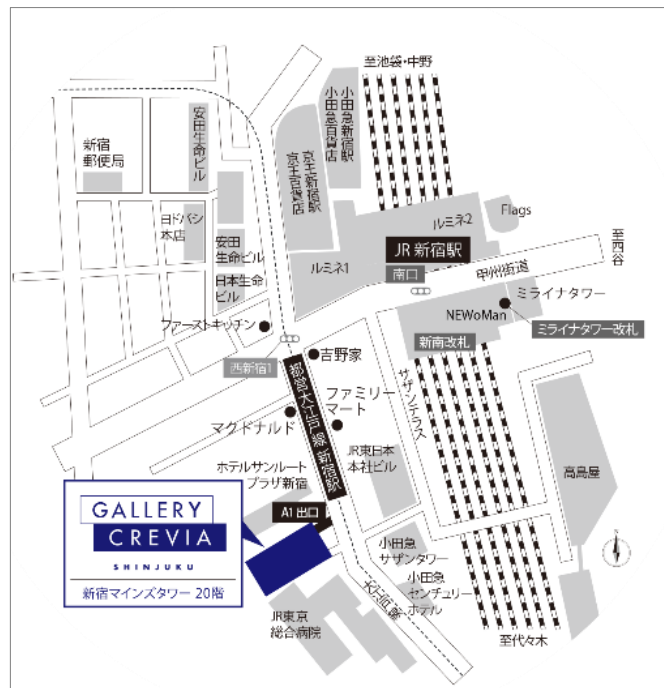 至池袋・中野
小田急新宿駅
小田急百貨店
京王新宿駅
京王百貨店
安田生命ビル
新宿
郵便局
ヨドバシ
本店
安田
生命ビル
日本生命
ビル
ファーストキッチン
ルミネ2
Flags
至四谷
JR 新宿駅
ルミネ1
南口
甲州街道
ミライナタワー
NEWoMan
ミライナタワー改札
新南改札
西新宿1
吉野家
都営大江戸線 新宿駅
ファミリー
マート
サザンテラス
マクドナルド
JR東日本
本社ビル
ホテルサンルート
プラザ新宿
高島屋
A1 出口
GALLERY
CREVIA
SHINJUKU
新宿マインズタワー 20階
小田急
サザンタワー
小田急
センチュリー
ホテル
大江戸線
JR東京
総合病院
至代々木